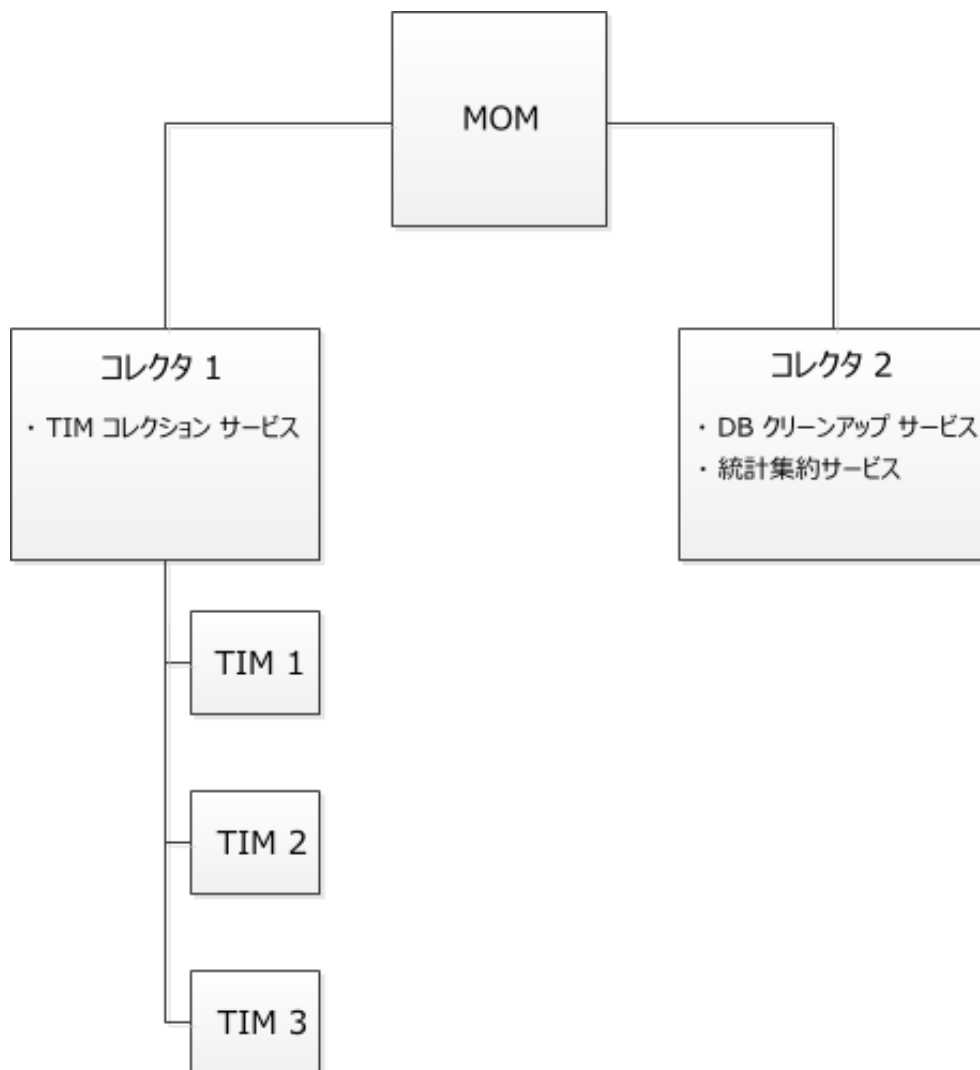 MOM
コレクタ 1
・ TIM コレクション サービス
コレクタ 2
・ DB クリーンアップ サービス
・ 統計集約サービス
TIM 1
TIM 2
TIM 3